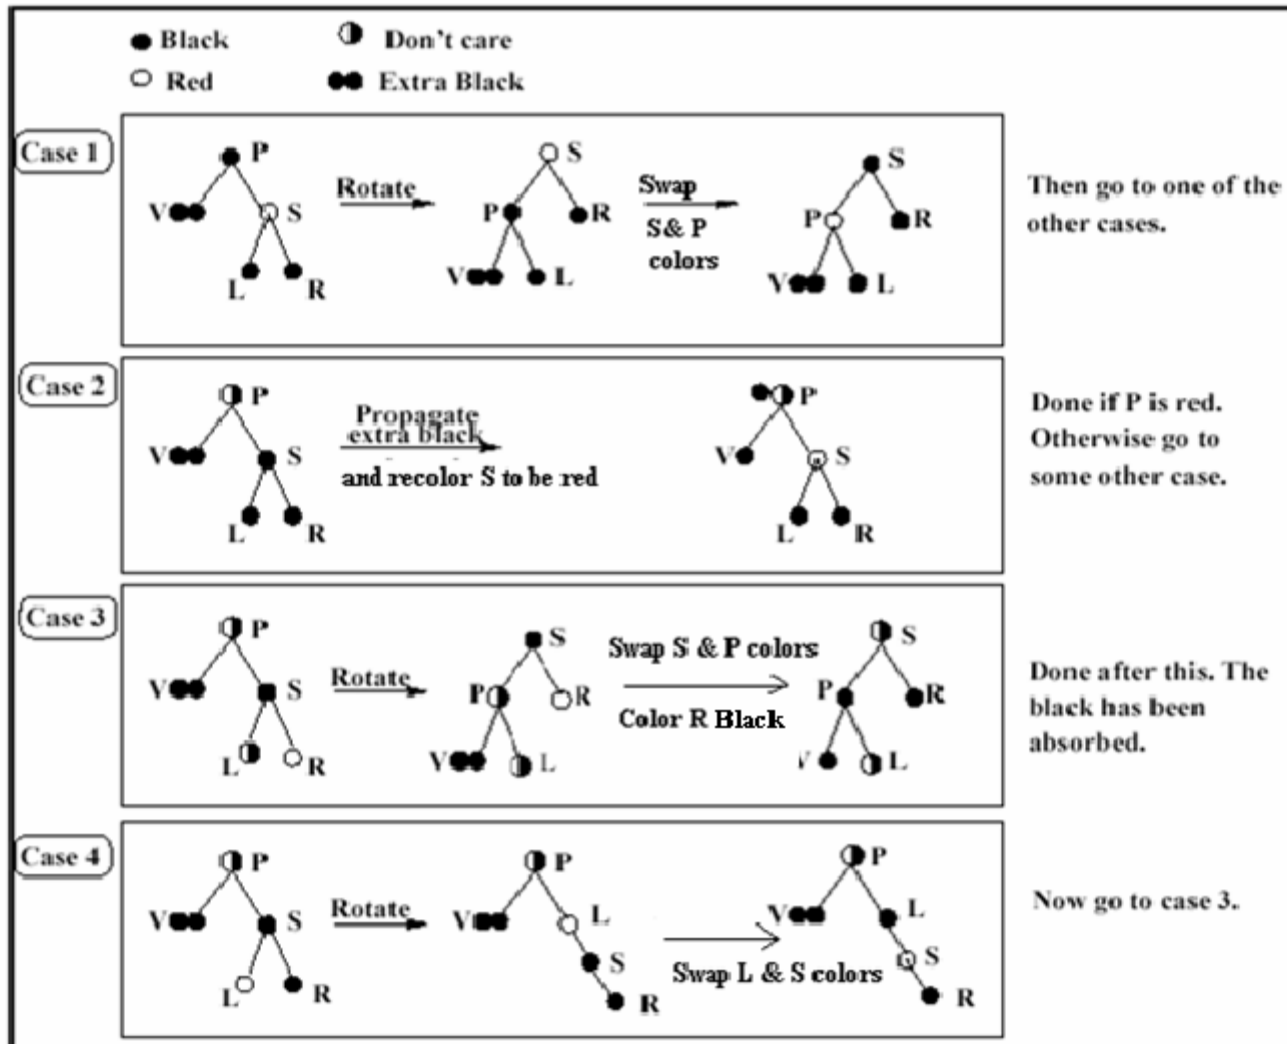 Black
Don't care
Red
Extra Black
Case 1
P
V
S
L
R
Rotate
S
P
R
V
L
Swap
S& P
colors
S
P
R
V
L
Then go to one of the
other cases.
Case 2
P
V
S
L
R
Propagate
extra black
and recolor S to be red
P
V
S
L
R
Done if P is red.
Otherwise go to
some other case.
Case 3
P
V
S
L
R
Rotate
S
P
R
V
L
Swap S & P colors
Color R Black
S
P
R
V
L
Done after this. The
black has been
absorbed.
Case 4
P
V
S
L
R
Rotate
P
V
L
S
R
Swap L & S colors
P
V
L
S
R
Now go to case 3.